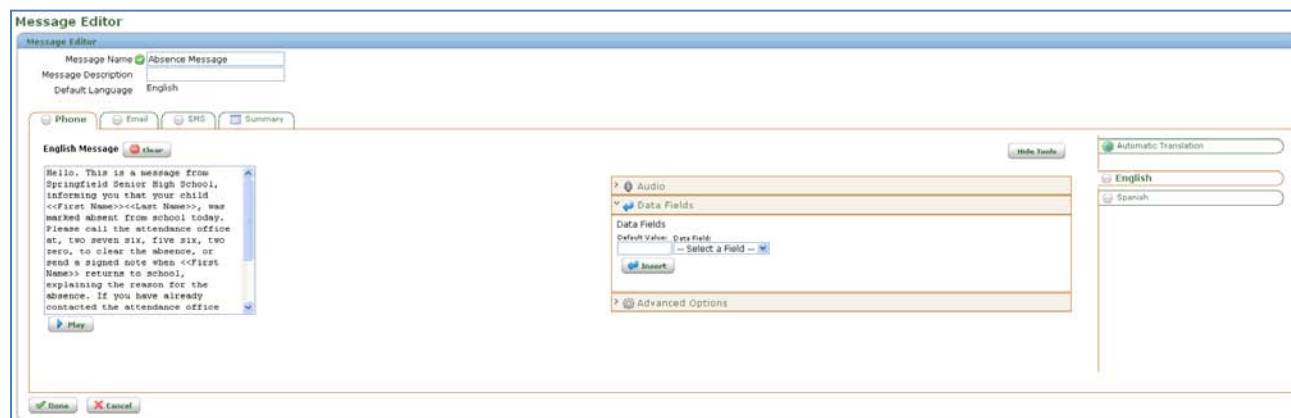 Message Editor
Message Editor
Message Name Absence Message
Message Description
Default Language English
Phone Email SMS Summary
English Message Clear
Hide Tools
Automatic Translation
English
Spanish
Hello. This is a message from
Springfield Senior High School,
informing you that your child
<<First Name>><<Last Name>>, was
marked absent from school today.
Please call the attendance office
at, two seven six, five six, two
zero, to clear the absence, or
send a signed note when <<First
Name>> returns to school,
explaining the reason for the
absence. If you have already
contacted the attendance office
Play
Audio
Data Fields
Data Fields
Default Value: Data Field:
-- Select a Field --
Insert
Advanced Options
Done Cancel